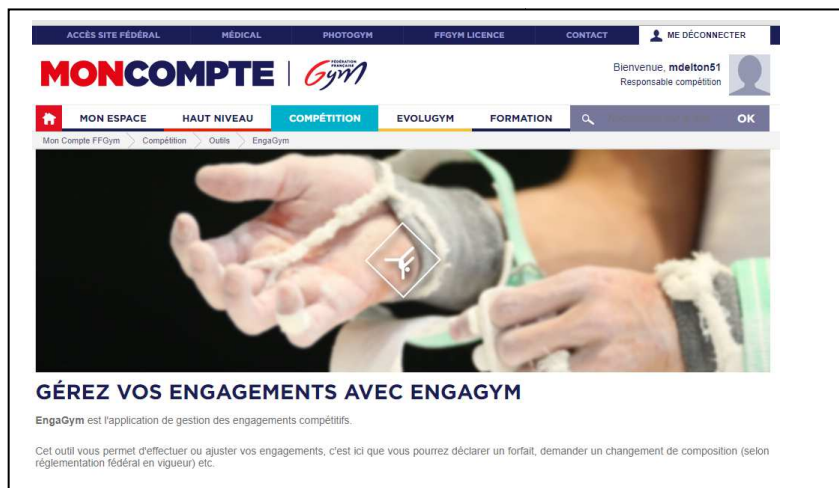 ACCÈS SITE FÉDÉRAL MÉDICAL PHOTOGYM FFGYM LICENCE CONTACT ME DÉCONNECTER
MONCOMPTE FÉDÉRATION FRANÇAISE Gym
Bienvenue, mdelton51
Responsable compétition
MON ESPACE HAUT NIVEAU COMPÉTITION EVOLUGYM FORMATION OK
Mon Compte FFGym Compétition Outils EngaGym
GÉREZ VOS ENGAGEMENTS AVEC ENGAGYM
EngaGym est l'application de gestion des engagements compétitifs.
Cet outil vous permet d'effectuer ou ajuster vos engagements, c'est ici que vous pourrez déclarer un forfait, demander un changement de composition (selon
réglementation fédéral en vigueur) etc.